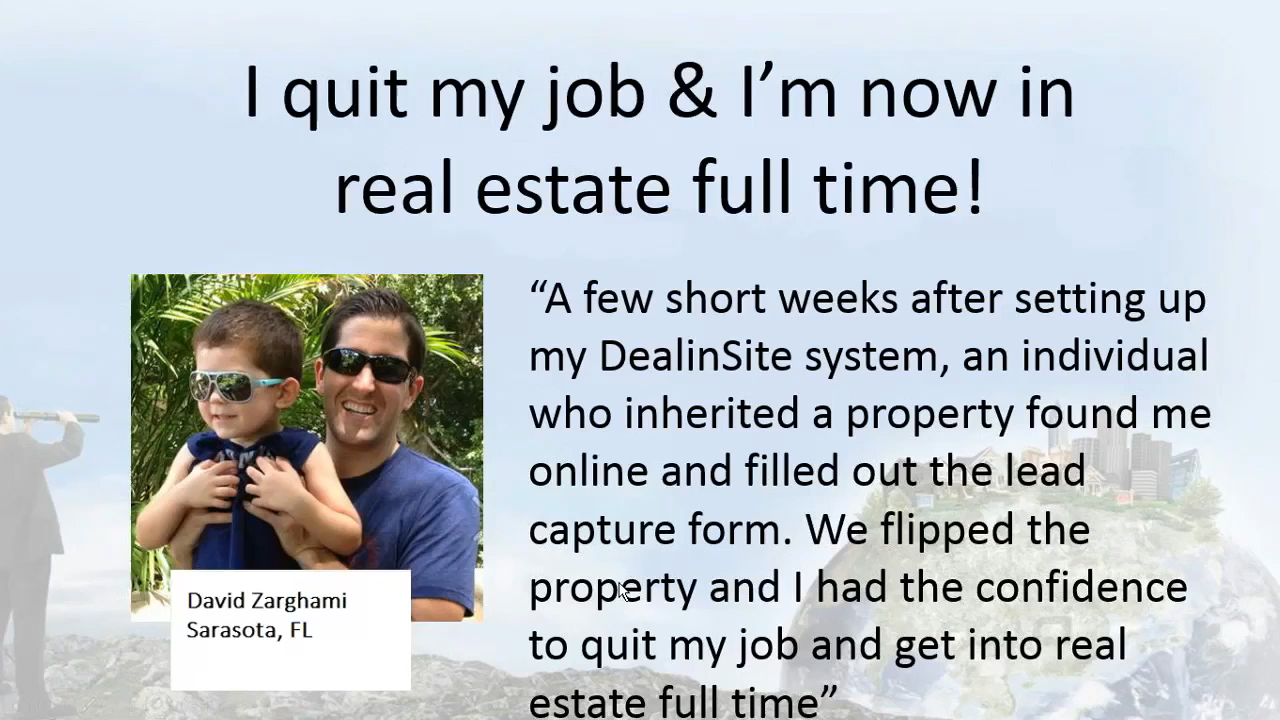 I quit my job & I’m now in
real estate full time!
“A few short weeks after setting up
my DealinSite system, an individual
who inherited a property found me
online and filled out the lead
capture form. We flipped the
property and I had the confidence
to quit my job and get into real
estate full time”
David Zarghami
Sarasota, FL